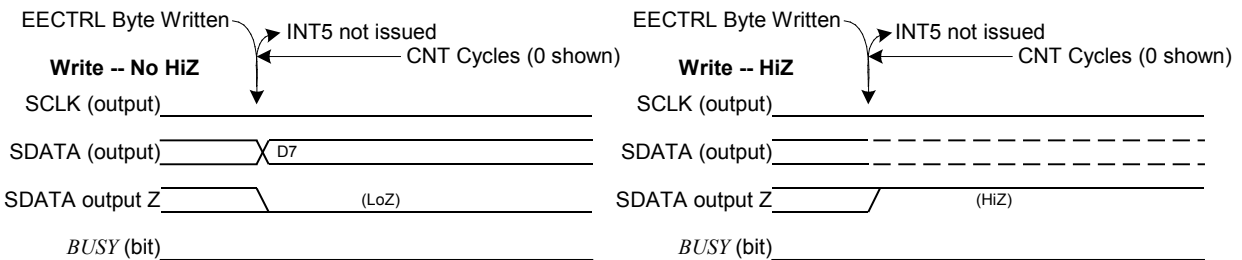 EECTRL Byte Written
INT5 not issued
CNT Cycles (0 shown)
Write -- No HiZ
SCLK (output)
SDATA (output)
D7
SDATA output Z
(LoZ)
BUSY (bit)
EECTRL Byte Written
INT5 not issued
CNT Cycles (0 shown)
Write -- HiZ
SCLK (output)
SDATA (output)
SDATA output Z
(HiZ)
BUSY (bit)